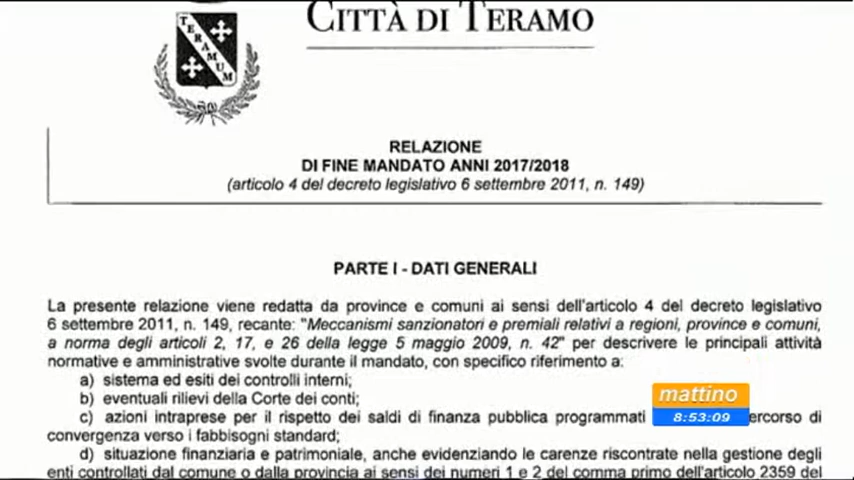 CITTÀ DI TERAMO
TERAMUM
RELAZIONE
DI FINE MANDATO ANNI 2017/2018
(articolo 4 del decreto legislativo 6 settembre 2011, n. 149)
PARTE I - DATI GENERALI
La presente relazione viene redatta da province e comuni ai sensi dell'articolo 4 del decreto legislativo
6 settembre 2011, n. 149, recante: "Meccanismi sanzionatori e premiali relativi a regioni, province e comuni,
a norma degli articoli 2, 17, e 26 della legge 5 maggio 2009, n. 42" per descrivere le principali attività
normative e amministrative svolte durante il mandato, con specifico riferimento a:
a) sistema ed esiti dei controlli interni;
b) eventuali rilievi della Corte dei conti;
c) azioni intraprese per il rispetto dei saldi di finanza pubblica programmati ercorso di
convergenza verso i fabbisogni standard;
d) situazione finanziaria e patrimoniale, anche evidenziando le carenze riscontrate nella gestione degli
enti controllati dal comune o dalla provincia ai sensi dei numeri 1 e 2 del comma primo dell'articolo 2359 del
mattino
8:53:09